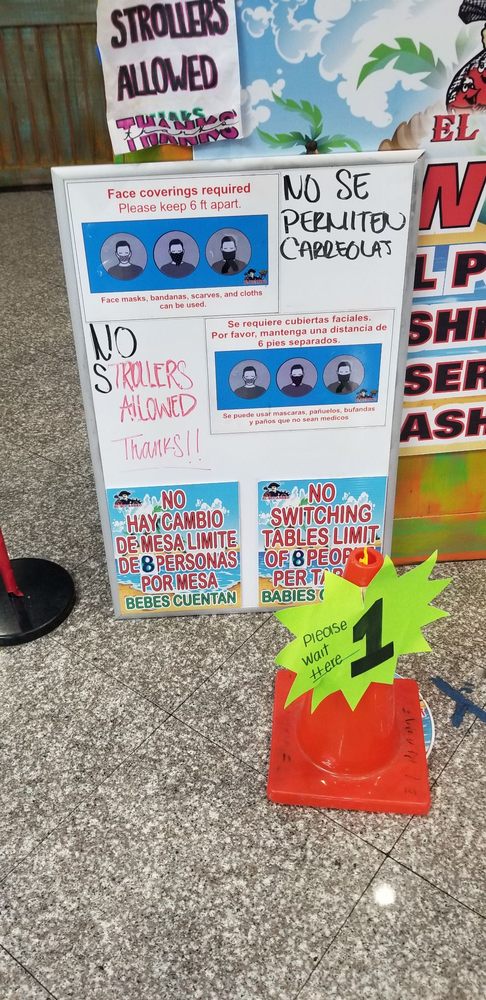 STROLLERS
ALLOWED
THANKS
EL
Face coverings required
Please keep 6 ft apart.
Face masks, bandanas, scarves, and cloths
can be used.
NO SE
PERMITEN
CARREOLAS
NO
STROLLERS
AllOWED
THANKS!!
Se requiere cubiertas faciales.
Por favor, mantenga una distancia de
6 pies separados.
Se puede usar mascaras, pañuelos, bufandas
y paños que no sean medicos
NO
HAY CAMBIO
DE MESA LIMITE
DE 8 PERSONAS
POR MESA
BEBES CUENTAN
NO
SWITCHING
TABLES LIMIT
OF 8
PER
BABIES
Please
wait
Here
1